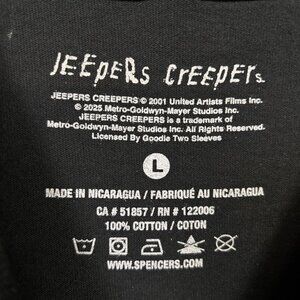 JEEPERS CREEPERS
JEEPERS CREEPERS © 2001 United Artists Films Inc.
© 2025 Metro-Goldwyn-Mayer Studios Inc.
JEEPERS CREEPERS is a trademark of
Metro-Goldwyn-Mayer Studios Inc. All Rights Reserved.
Licensed By Goodie Two Sleeves
L
MADE IN NICARAGUA / FABRIQUÉ AU NICARAGUA
CA # 51857 / RN # 122006
100% COTTON / COTON
WWW.SPENCERS.COM